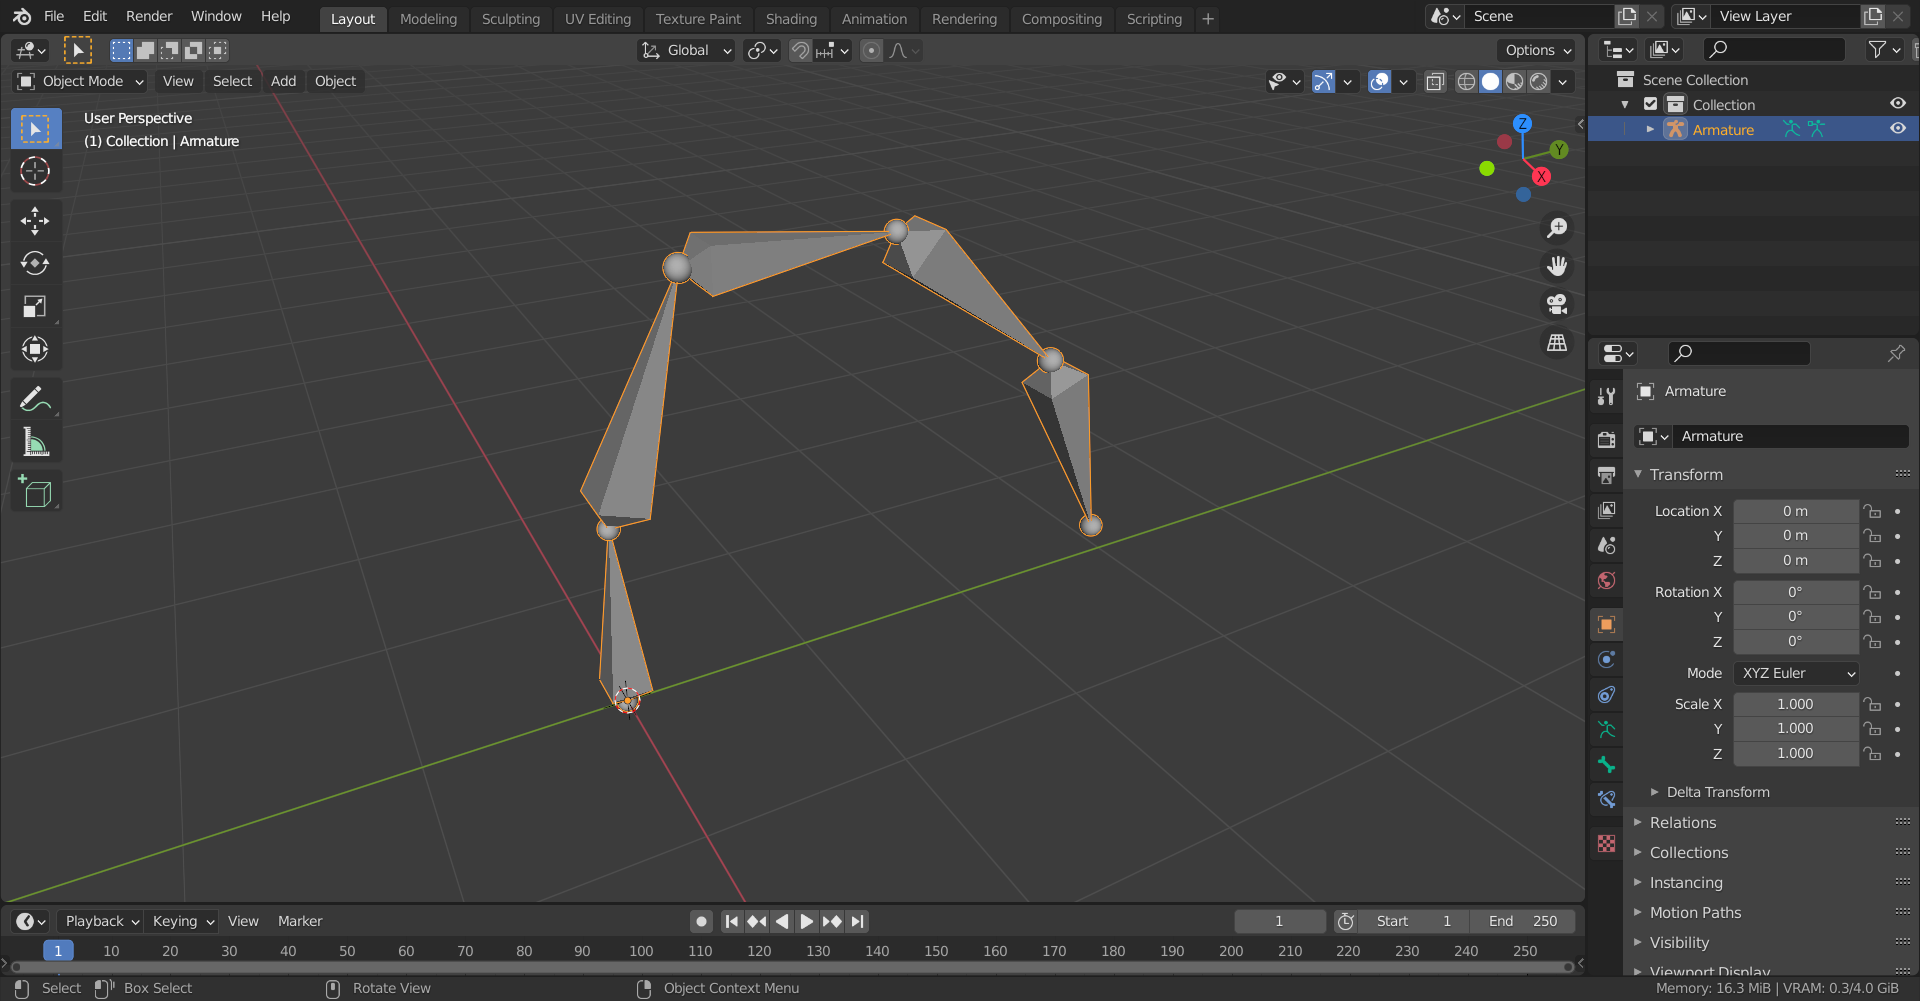 File Edit Render Window Help Layout Modeling Sculpting UV Editing Texture Paint Shading Animation Rendering Compositing Scripting + Scene View Layer
Global Options
Object Mode View Select Add Object
User Perspective
(1) Collection | Armature
Z
Y
X
Scene Collection
Collection
Armature
Armature
Armature
Transform
Location X 0 m
Y 0 m
Z 0 m
Rotation X 0°
Y 0°
Z 0°
Mode XYZ Euler
Scale X 1.000
Y 1.000
Z 1.000
Delta Transform
Relations
Collections
Instancing
Motion Paths
Visibility
Viewport Display
Playback Keying View Marker 1 Start 1 End 250
1 10 20 30 40 50 60 70 80 90 100 110 120 130 140 150 160 170 180 190 200 210 220 230 240 250
Select Box Select Rotate View Object Context Menu Memory: 16.3 MiB | VRAM: 0.3/4.0 GiB